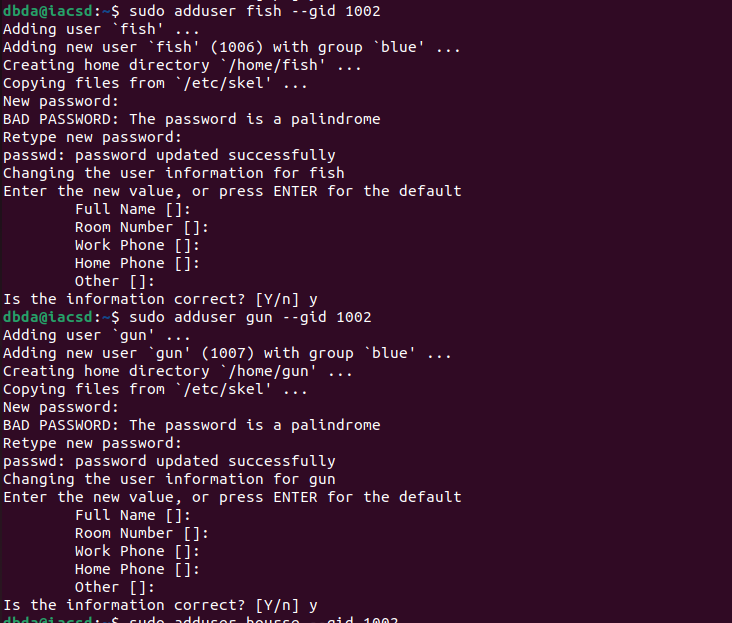 dbda@iacsd:~$ sudo adduser fish --gid 1002
Adding user `fish' ...
Adding new user `fish' (1006) with group `blue' ...
Creating home directory `/home/fish' ...
Copying files from `/etc/skel' ...
New password:
BAD PASSWORD: The password is a palindrome
Retype new password:
passwd: password updated successfully
Changing the user information for fish
Enter the new value, or press ENTER for the default
        Full Name []:
        Room Number []:
        Work Phone []:
        Home Phone []:
        Other []:
Is the information correct? [Y/n] y
dbda@iacsd:~$ sudo adduser gun --gid 1002
Adding user `gun' ...
Adding new user `gun' (1007) with group `blue' ...
Creating home directory `/home/gun' ...
Copying files from `/etc/skel' ...
New password:
BAD PASSWORD: The password is a palindrome
Retype new password:
passwd: password updated successfully
Changing the user information for gun
Enter the new value, or press ENTER for the default
        Full Name []:
        Room Number []:
        Work Phone []:
        Home Phone []:
        Other []:
Is the information correct? [Y/n] y
dbda@iacsd:~$ sudo adduser --gid 1002